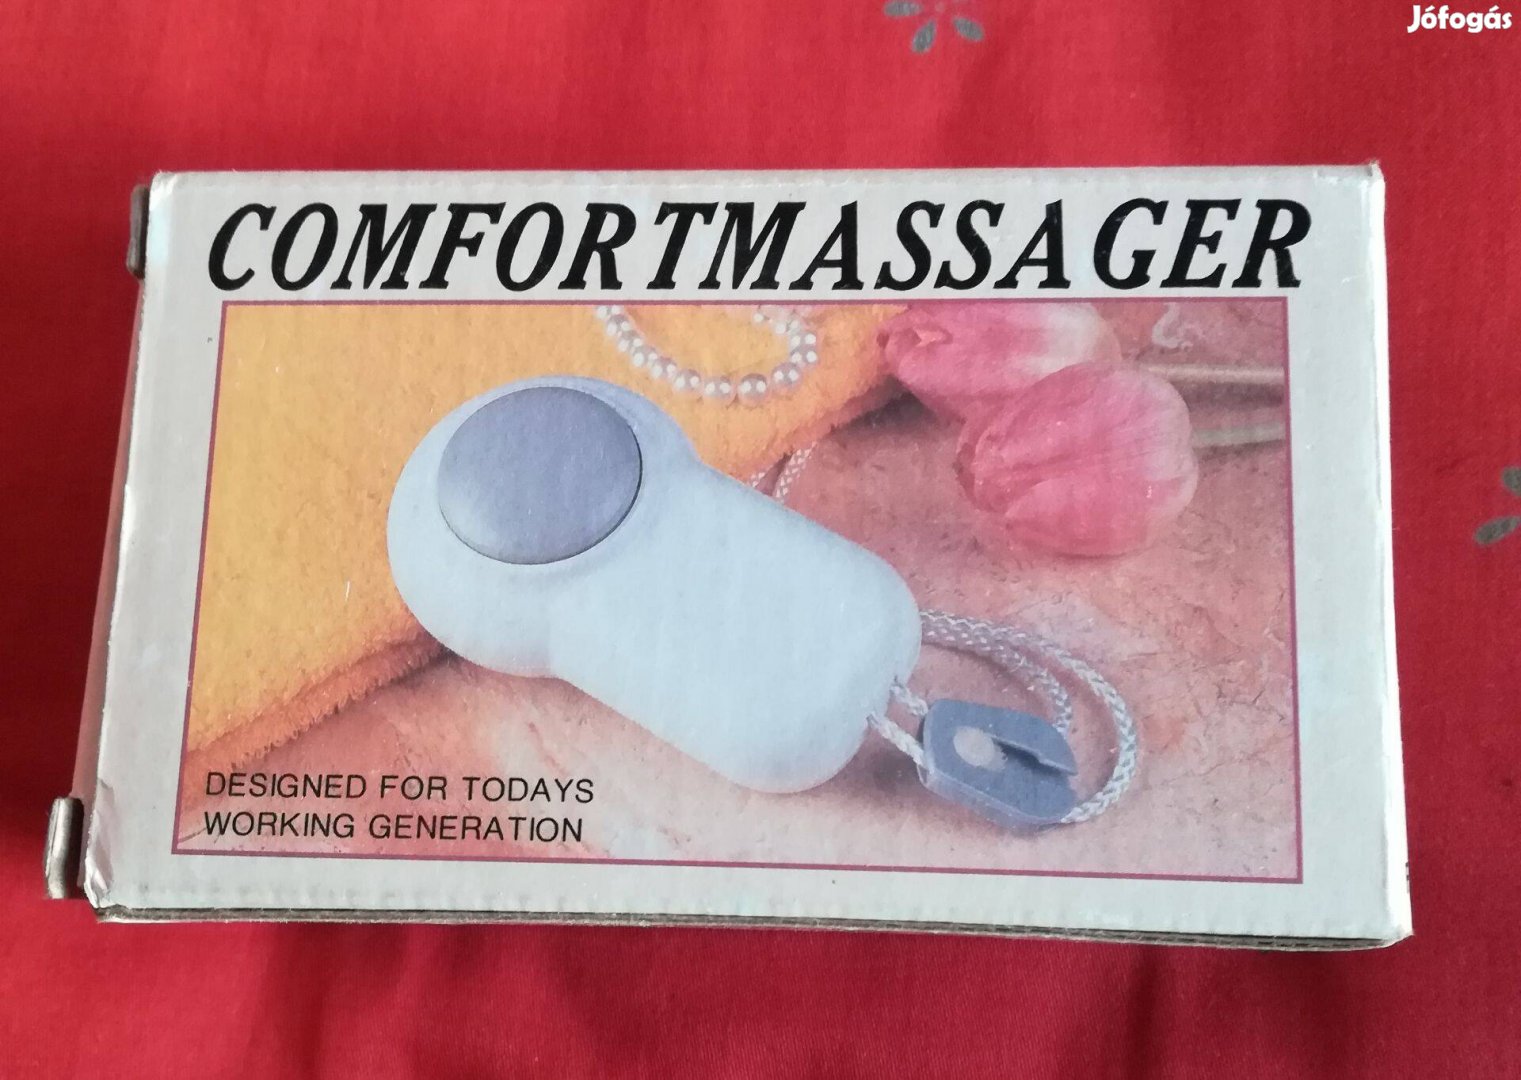 Jófogás
COMFORTMASSAGER
DESIGNED FOR TODAYS
WORKING GENERATION